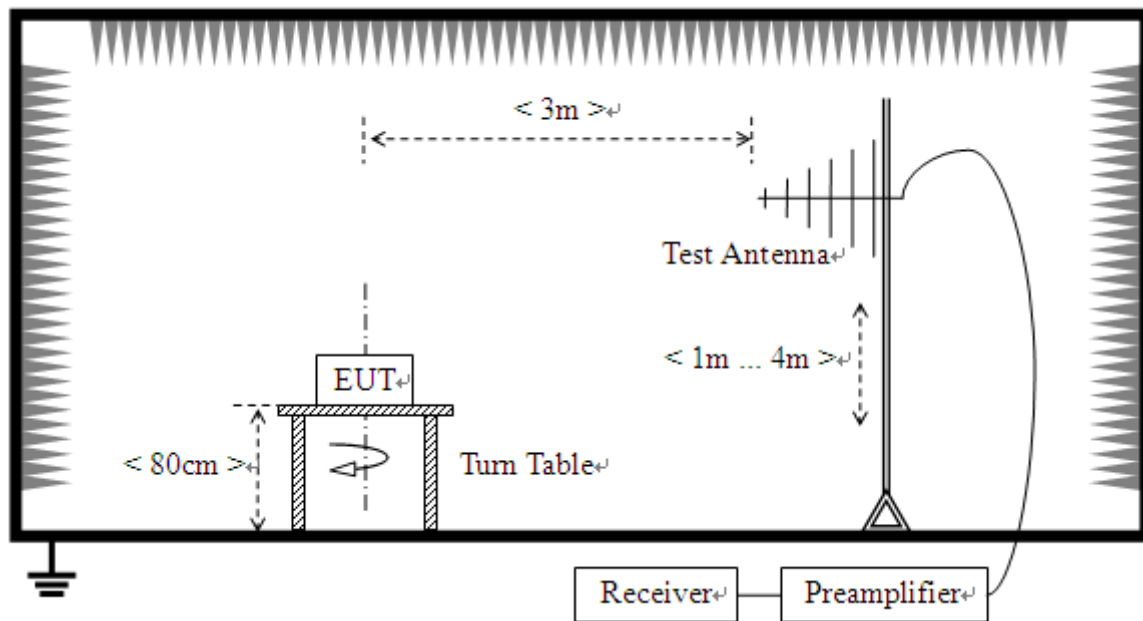 < 3m >
Test Antenna
< 1m ... 4m >
EUT
< 80cm >
Turn Table
Receiver
Preamplifier